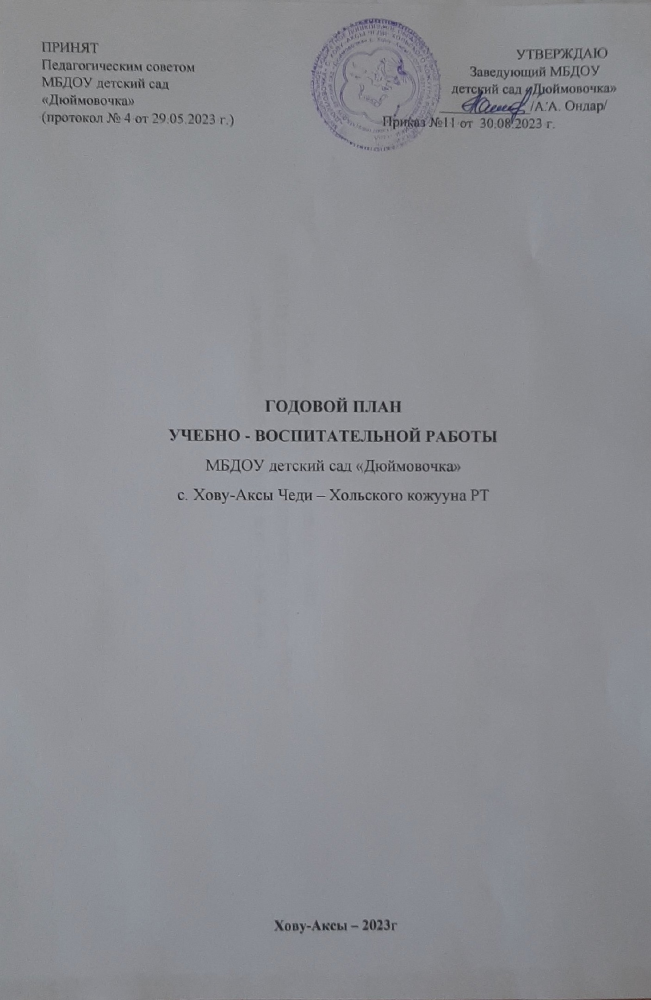 ПРИНЯТ
Педагогическим советом
МБДОУ детский сад
«Дюймовочка»
(протокол № 4 от 29.05.2023 г.)
УТВЕРЖДАЮ
Заведующий МБДОУ
детский сад «Дюймовочка»
/А.А. Ондар/
Приказ №11 от 30.08.2023 г.
ГОДОВОЙ ПЛАН
УЧЕБНО - ВОСПИТАТЕЛЬНОЙ РАБОТЫ
МБДОУ детский сад «Дюймовочка»
с. Хову-Аксы Чеди – Хольского кожууна РТ
Хову-Аксы – 2023г